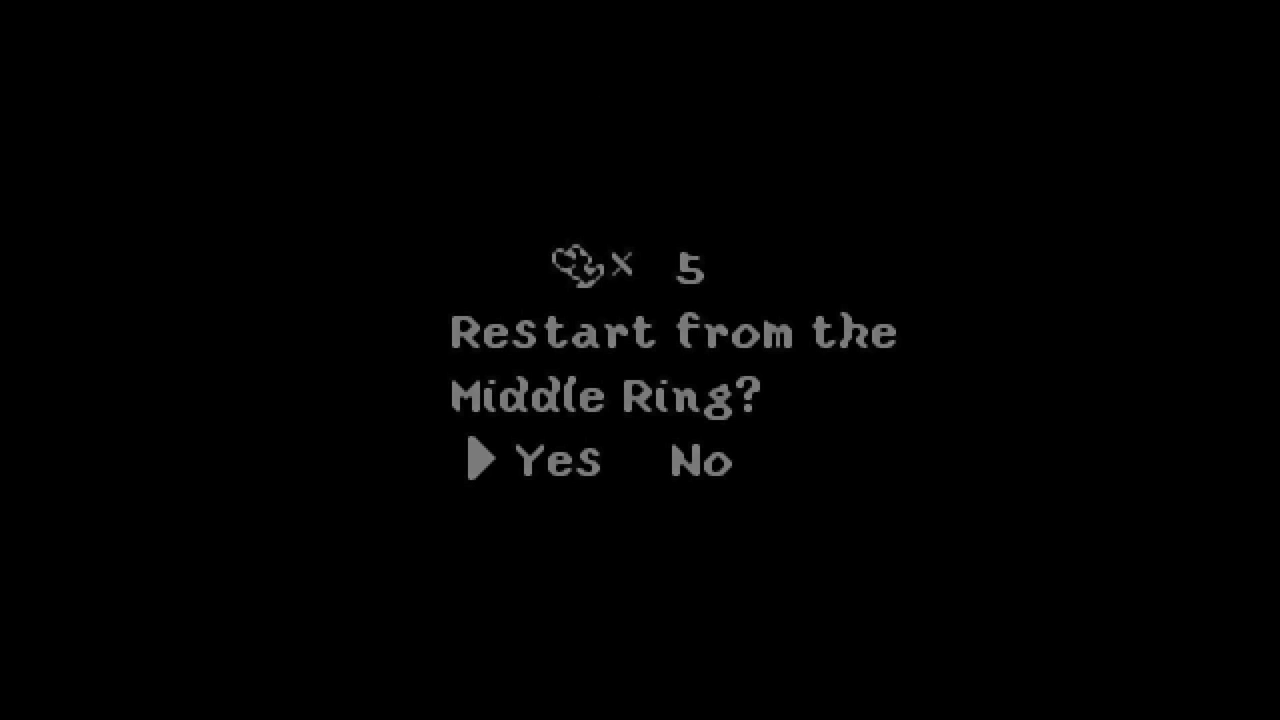 × 5
Restart from the
Middle Ring?
Yes No